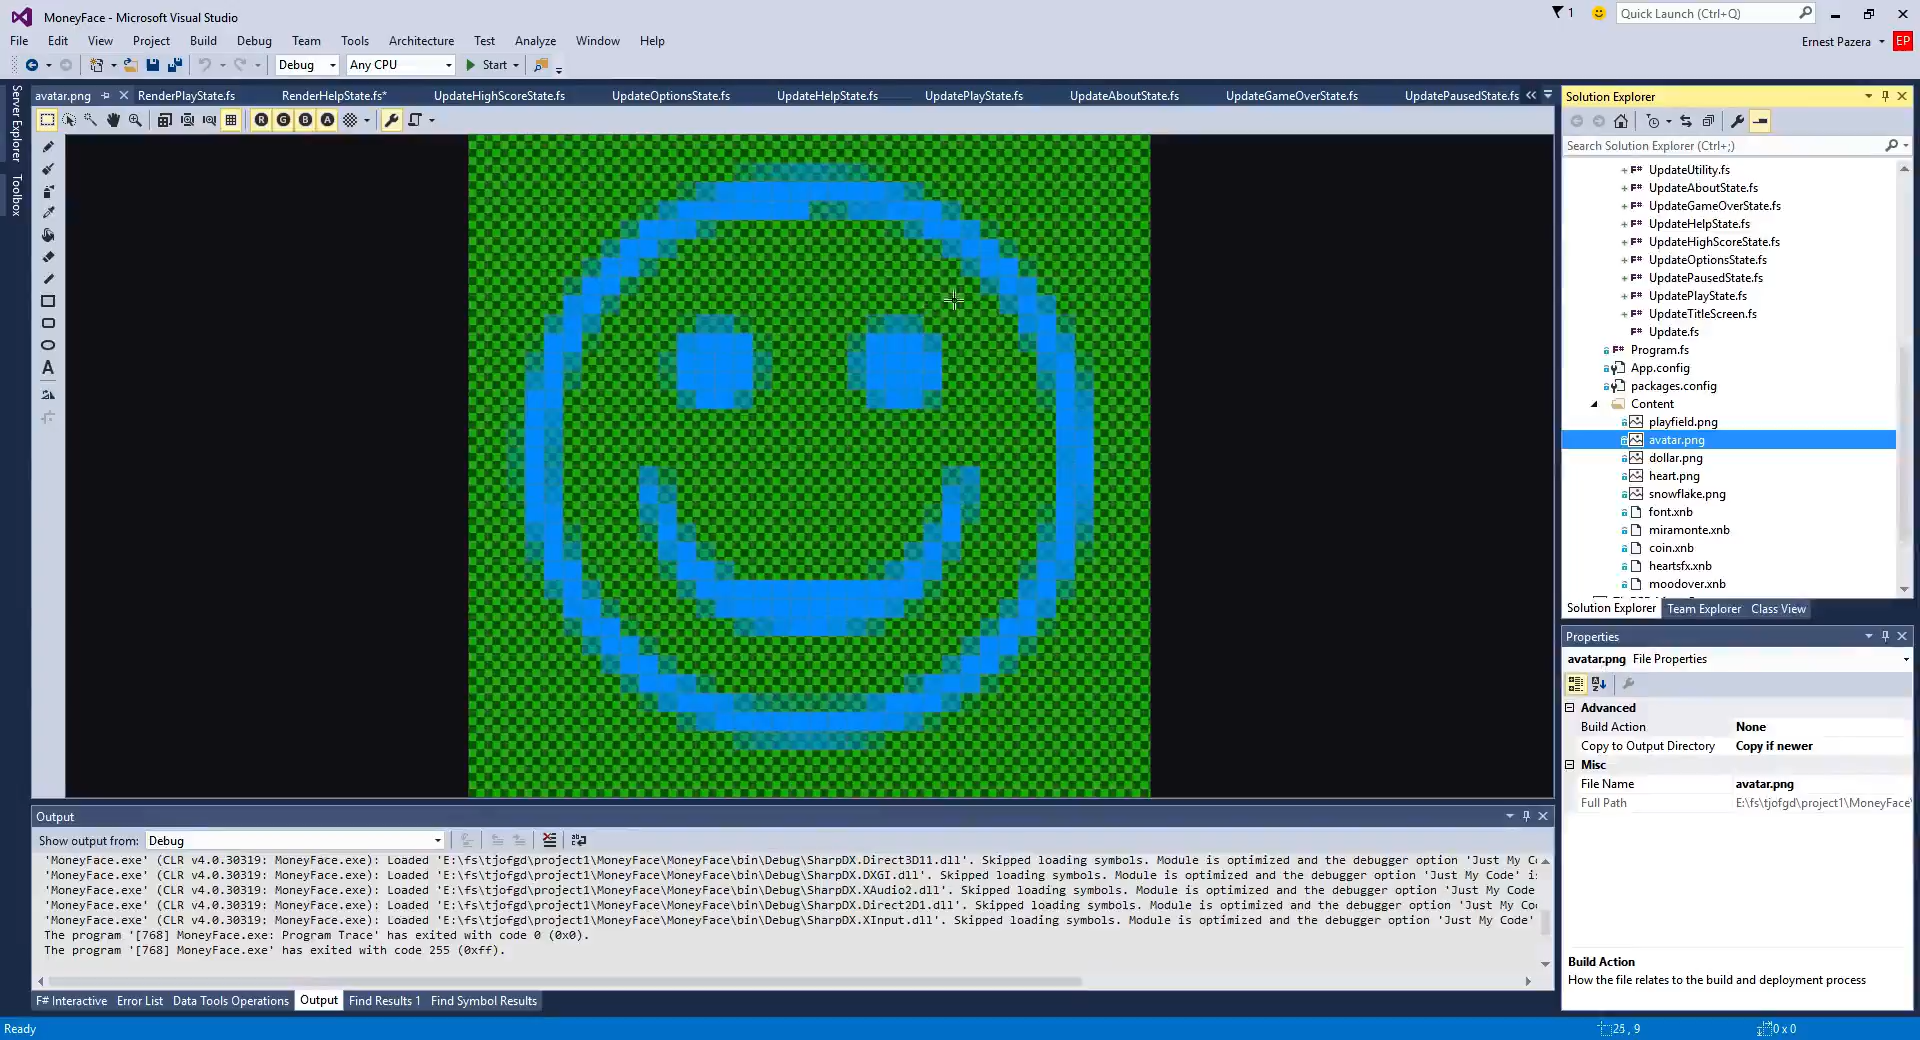 MoneyFace - Microsoft Visual Studio
1
Quick Launch (Ctrl+Q)
File Edit View Project Build Debug Team Tools Architecture Test Analyze Window Help
Ernest Pazera EP
Debug Any CPU Start
avatar.png RenderPlayState.fs RenderHelpState.fs* UpdateHighScoreState.fs UpdateOptionsState.fs UpdateHelpState.fs UpdatePlayState.fs UpdateAboutState.fs UpdateGameOverState.fs UpdatePausedState.fs
R G B A
Server Explorer
Toolbox
A
Solution Explorer
Search Solution Explorer (Ctrl+;)
UpdateUtility.fs
UpdateAboutState.fs
UpdateGameOverState.fs
UpdateHelpState.fs
UpdateHighScoreState.fs
UpdateOptionsState.fs
UpdatePausedState.fs
UpdatePlayState.fs
UpdateTitleScreen.fs
Update.fs
Program.fs
App.config
packages.config
Content
playfield.png
avatar.png
dollar.png
heart.png
snowflake.png
font.xnb
miramonte.xnb
coin.xnb
heartsfx.xnb
moodover.xnb
Solution Explorer Team Explorer Class View
Properties
avatar.png File Properties
Advanced
Build Action None
Copy to Output Directory Copy if newer
Misc
File Name avatar.png
Full Path E:\fs\tjofgd\project1\MoneyFace\
Build Action
How the file relates to the build and deployment process
Output
Show output from: Debug
'MoneyFace.exe' (CLR v4.0.30319: MoneyFace.exe): Loaded 'E:\fs\tjofgd\project1\MoneyFace\MoneyFace\bin\Debug\SharpDX.Direct3D11.dll'. Skipped loading symbols. Module is optimized and the debugger option 'Just My Co
'MoneyFace.exe' (CLR v4.0.30319: MoneyFace.exe): Loaded 'E:\fs\tjofgd\project1\MoneyFace\MoneyFace\bin\Debug\SharpDX.DXGI.dll'. Skipped loading symbols. Module is optimized and the debugger option 'Just My Code' i
'MoneyFace.exe' (CLR v4.0.30319: MoneyFace.exe): Loaded 'E:\fs\tjofgd\project1\MoneyFace\MoneyFace\bin\Debug\SharpDX.XAudio2.dll'. Skipped loading symbols. Module is optimized and the debugger option 'Just My Code
'MoneyFace.exe' (CLR v4.0.30319: MoneyFace.exe): Loaded 'E:\fs\tjofgd\project1\MoneyFace\MoneyFace\bin\Debug\SharpDX.Direct2D1.dll'. Skipped loading symbols. Module is optimized and the debugger option 'Just My Co
'MoneyFace.exe' (CLR v4.0.30319: MoneyFace.exe): Loaded 'E:\fs\tjofgd\project1\MoneyFace\MoneyFace\bin\Debug\SharpDX.XInput.dll'. Skipped loading symbols. Module is optimized and the debugger option 'Just My Code'
The program '[768] MoneyFace.exe: Program Trace' has exited with code 0 (0x0).
The program '[768] MoneyFace.exe' has exited with code 255 (0xff).
F# Interactive Error List Data Tools Operations Output Find Results 1 Find Symbol Results
Ready 25 , 9 0 x 0